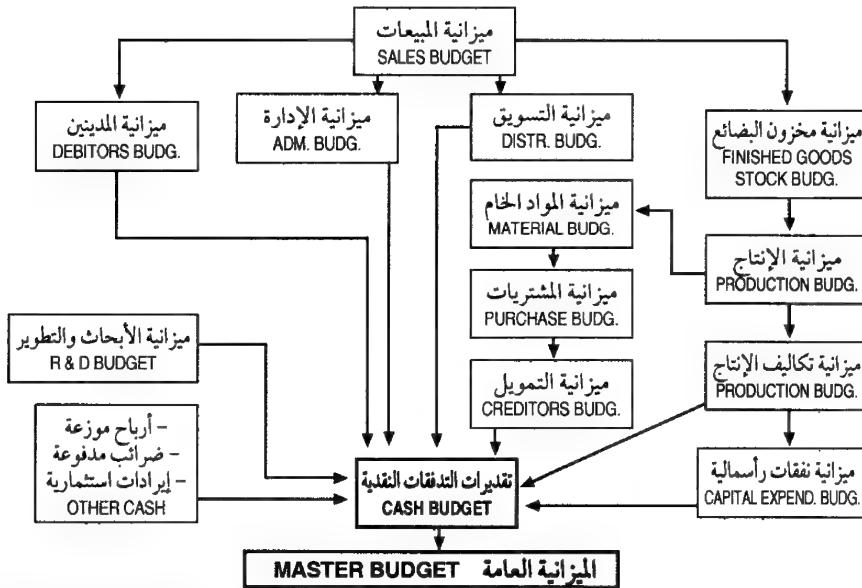 ميزانية المبيعات
SALES BUDGET
ميزانية المدينين
DEBITORS BUDG.
ميزانية الإدارة
ADM. BUDG.
ميزانية التسويق
DISTR. BUDG.
ميزانية مخزون البضائع
FINISHED GOODS
STOCK BUDG.
ميزانية المواد الخام
MATERIAL BUDG.
ميزانية الإنتاج
PRODUCTION BUDG.
ميزانية المشتريات
PURCHASE BUDG.
ميزانية الأبحاث والتطوير
R & D BUDGET
ميزانية التمويل
CREDITORS BUDG.
ميزانية تكاليف الإنتاج
PRODUCTION BUDG.
– أرباح موزعة
– ضرائب مدفوعة
– إيرادات استثمارية
OTHER CASH
تقديرات التدفقات النقدية
CASH BUDGET
ميزانية نفقات رأسمالية
CAPITAL EXPEND. BUDG.
الميزانية العامة MASTER BUDGET